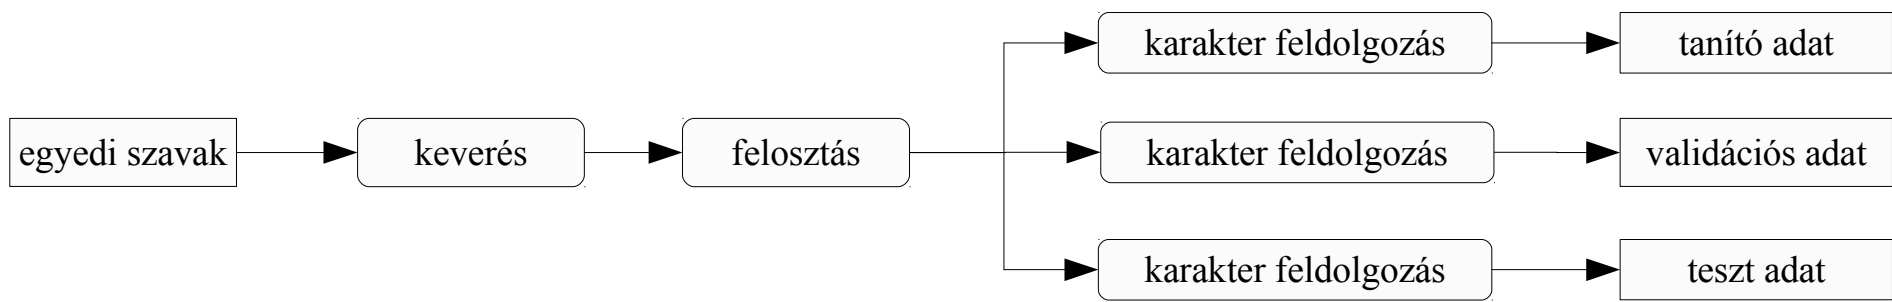 egyedi szavak
keverés
felosztás
karakter feldolgozás
tanító adat
karakter feldolgozás
validációs adat
karakter feldolgozás
teszt adat